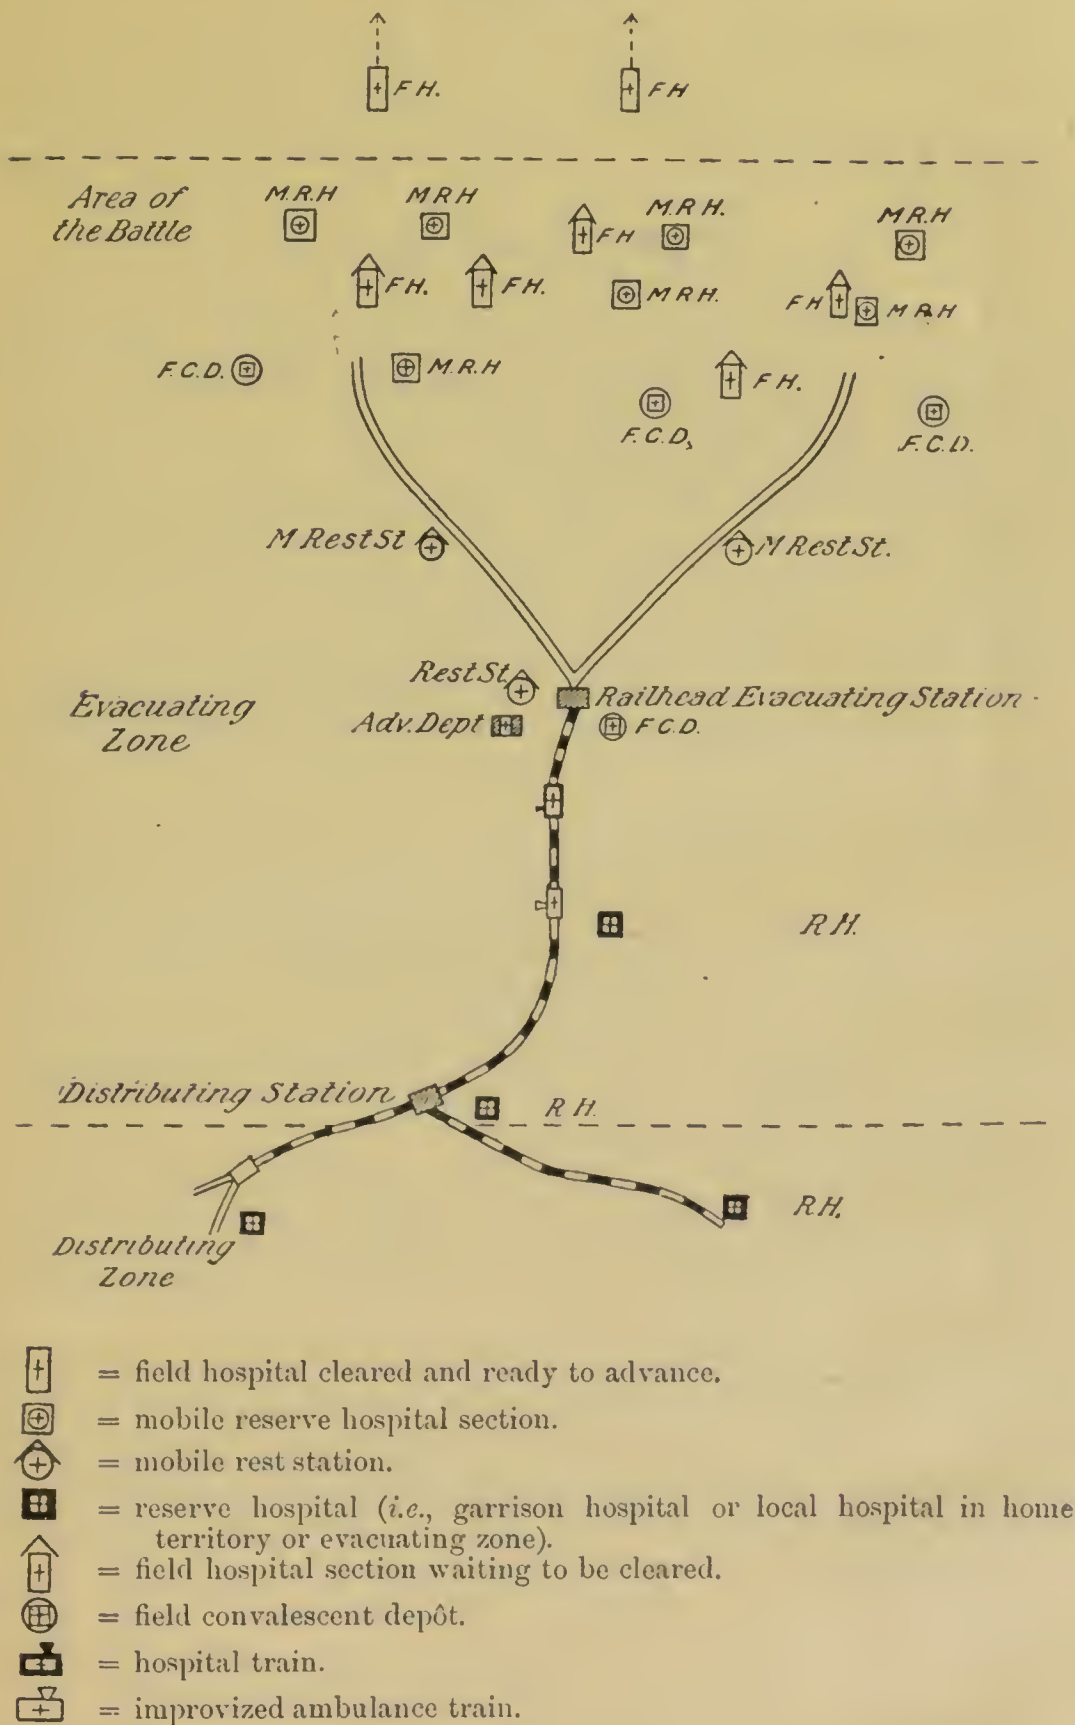 F H.
F H
Area of
the Battle
M.R.H
M R H
F H
M.R.H.
M.R.H
F H.
F H.
M R H.
F H
M R H
F.C.D.
M.R.H
F H.
F.C.D,
F.C.D.
M Rest St
M Rest St.
Rest St
Railhead Evacuating Station
Evacuating
Zone
Adv. Dept
F.C.D.
R H.
Distributing Station
R H.
R.H.
Distributing
Zone
= field hospital cleared and ready to advance.
= mobile reserve hospital section.
= mobile rest station.
= reserve hospital (i.e., garrison hospital or local hospital in home
territory or evacuating zone).
= field hospital section waiting to be cleared.
= field convalescent depôt.
= hospital train.
= improvized ambulance train.